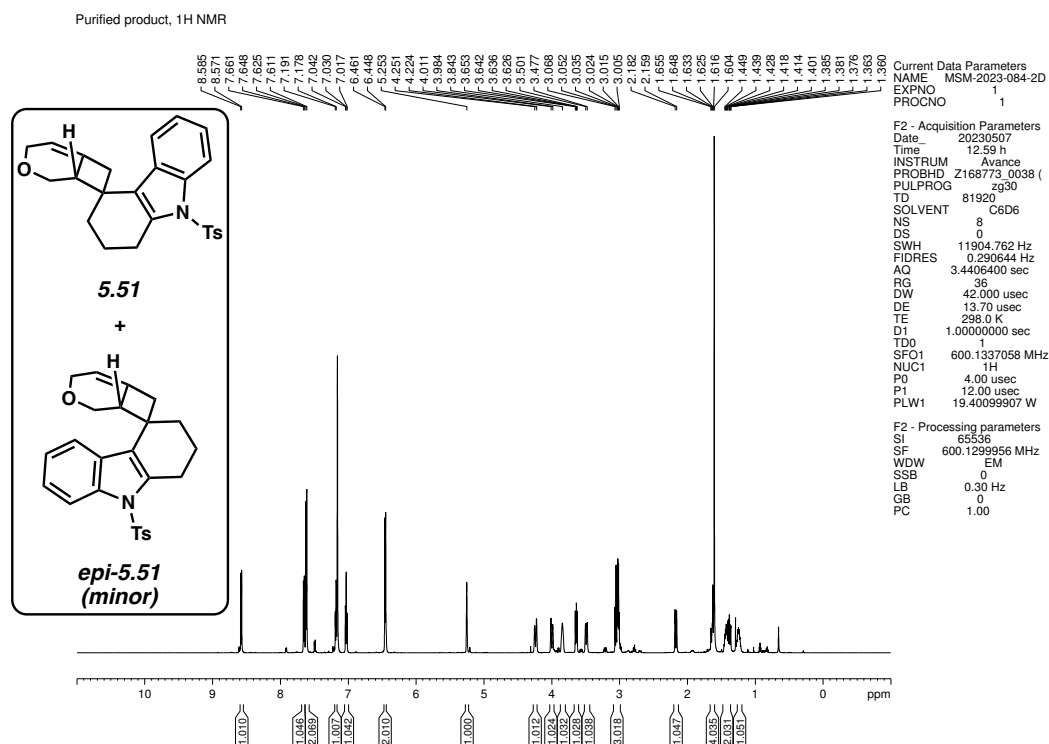 Purified product, 1H NMR
8.585
8.571
7.661
7.648
7.625
7.611
7.191
7.178
7.042
7.030
7.017
6.461
6.448
5.253
4.251
4.224
4.011
3.984
3.843
3.653
3.642
3.636
3.626
3.501
3.477
3.068
3.052
3.035
3.024
3.015
3.005
2.182
2.159
1.655
1.648
1.633
1.625
1.616
1.604
1.449
1.439
1.428
1.418
1.414
1.401
1.385
1.381
1.376
1.363
1.360
H
O
N
Ts
5.51
+
H
O
N
Ts
epi-5.51
(minor)
Current Data Parameters
NAME MSM-2023-084-2D
EXPNO 1
PROCNO 1
F2 - Acquisition Parameters
Date_ 20230507
Time 12.59 h
INSTRUM Avance
PROBHD Z168773_0038 (
PULPROG zg30
TD 81920
SOLVENT C6D6
NS 8
DS 0
SWH 11904.762 Hz
FIDRES 0.290644 Hz
AQ 3.4406400 sec
RG 36
DW 42.000 usec
DE 13.70 usec
TE 298.0 K
D1 1.00000000 sec
TD0 1
SFO1 600.1337058 MHz
NUC1 1H
P0 4.00 usec
P1 12.00 usec
PLW1 19.40099907 W
F2 - Processing parameters
SI 65536
SF 600.1299956 MHz
WDW EM
SSB 0
LB 0.30 Hz
GB 0
PC 1.00
10 9 8 7 6 5 4 3 2 1 0 ppm
1.010
1.046
2.069
1.007
1.042
2.010
1.000
1.012
1.024
1.032
1.028
1.038
3.018
1.047
4.035
2.031
1.051